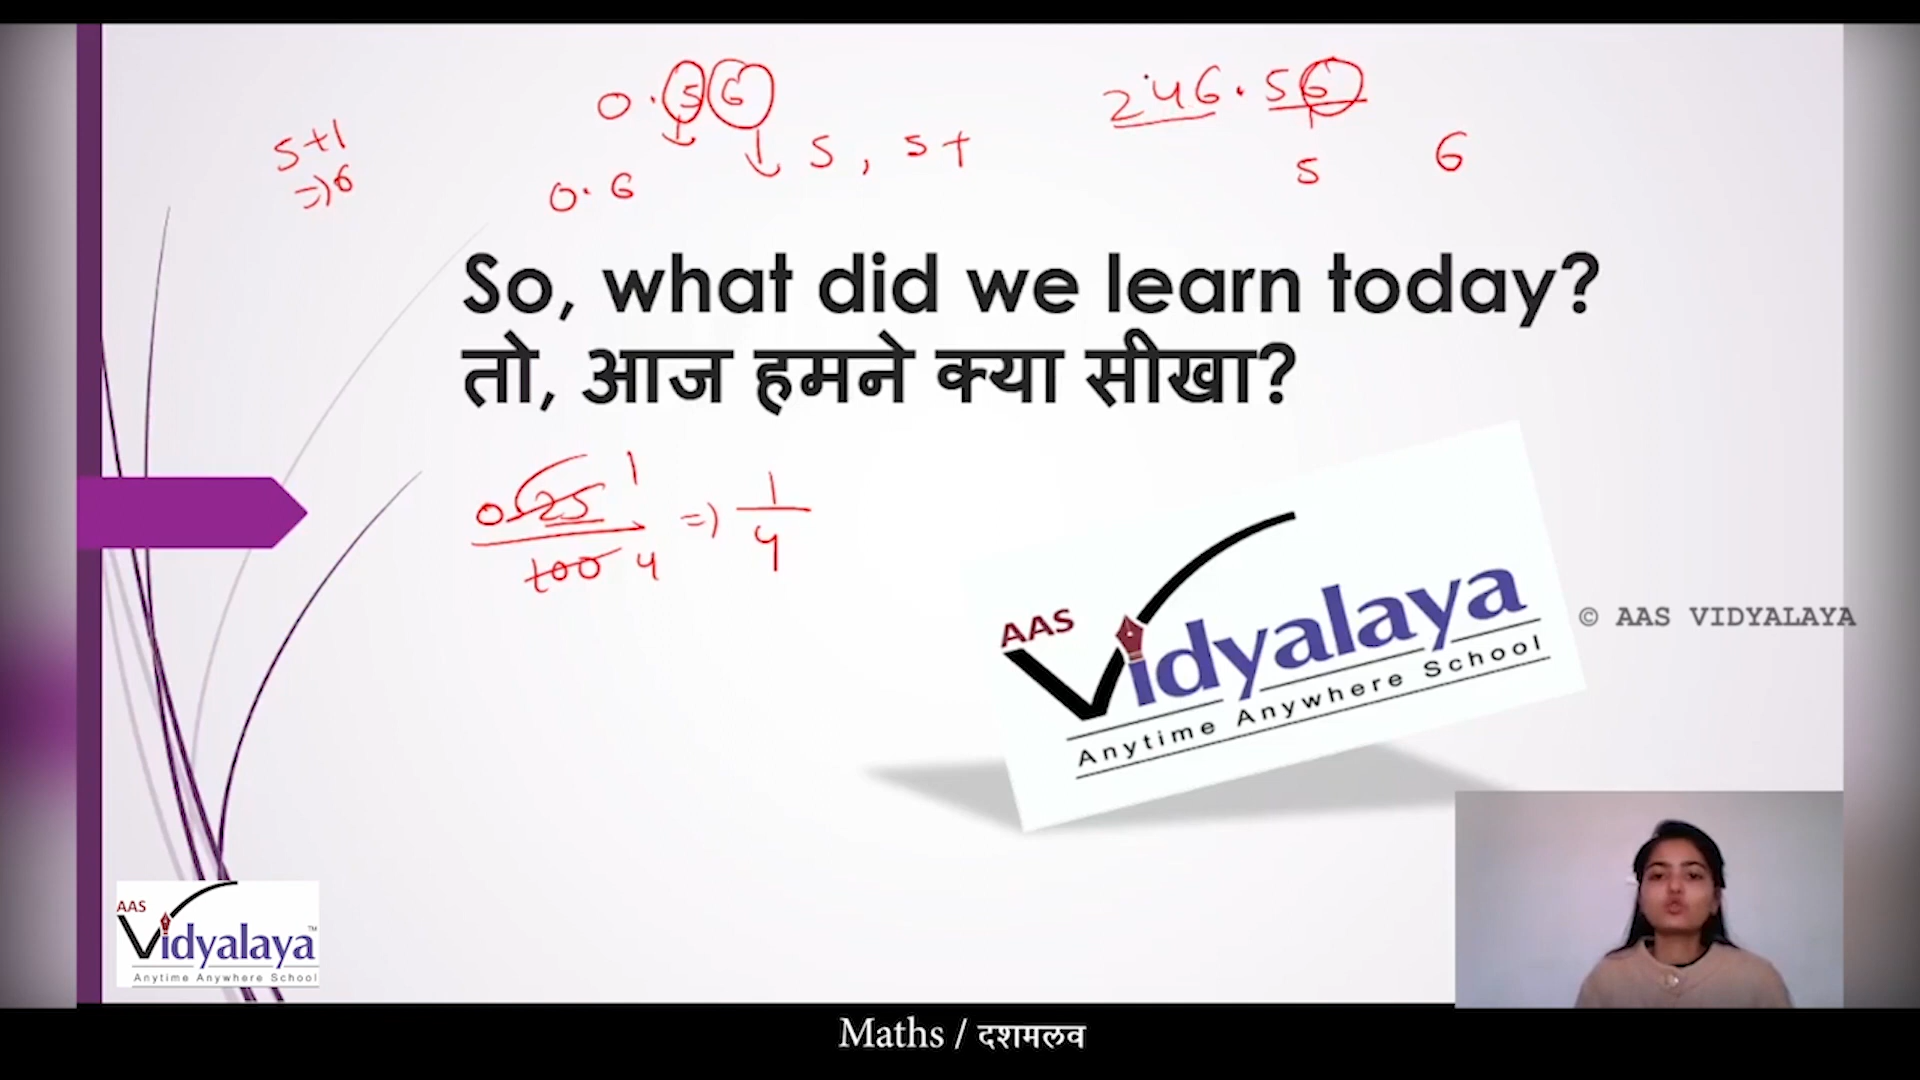 0.56
246.56
5+1
=>6
5, 5+
0.6
5
6
So, what did we learn today?
तो, आज हमने क्या सीखा?
0.25 1
100 4
=> 1
4
AAS
Vidyalaya
Anytime Anywhere School
© AAS VIDYALAYA
AAS
Vidyalaya™
Anytime Anywhere School
Maths / दशमलव